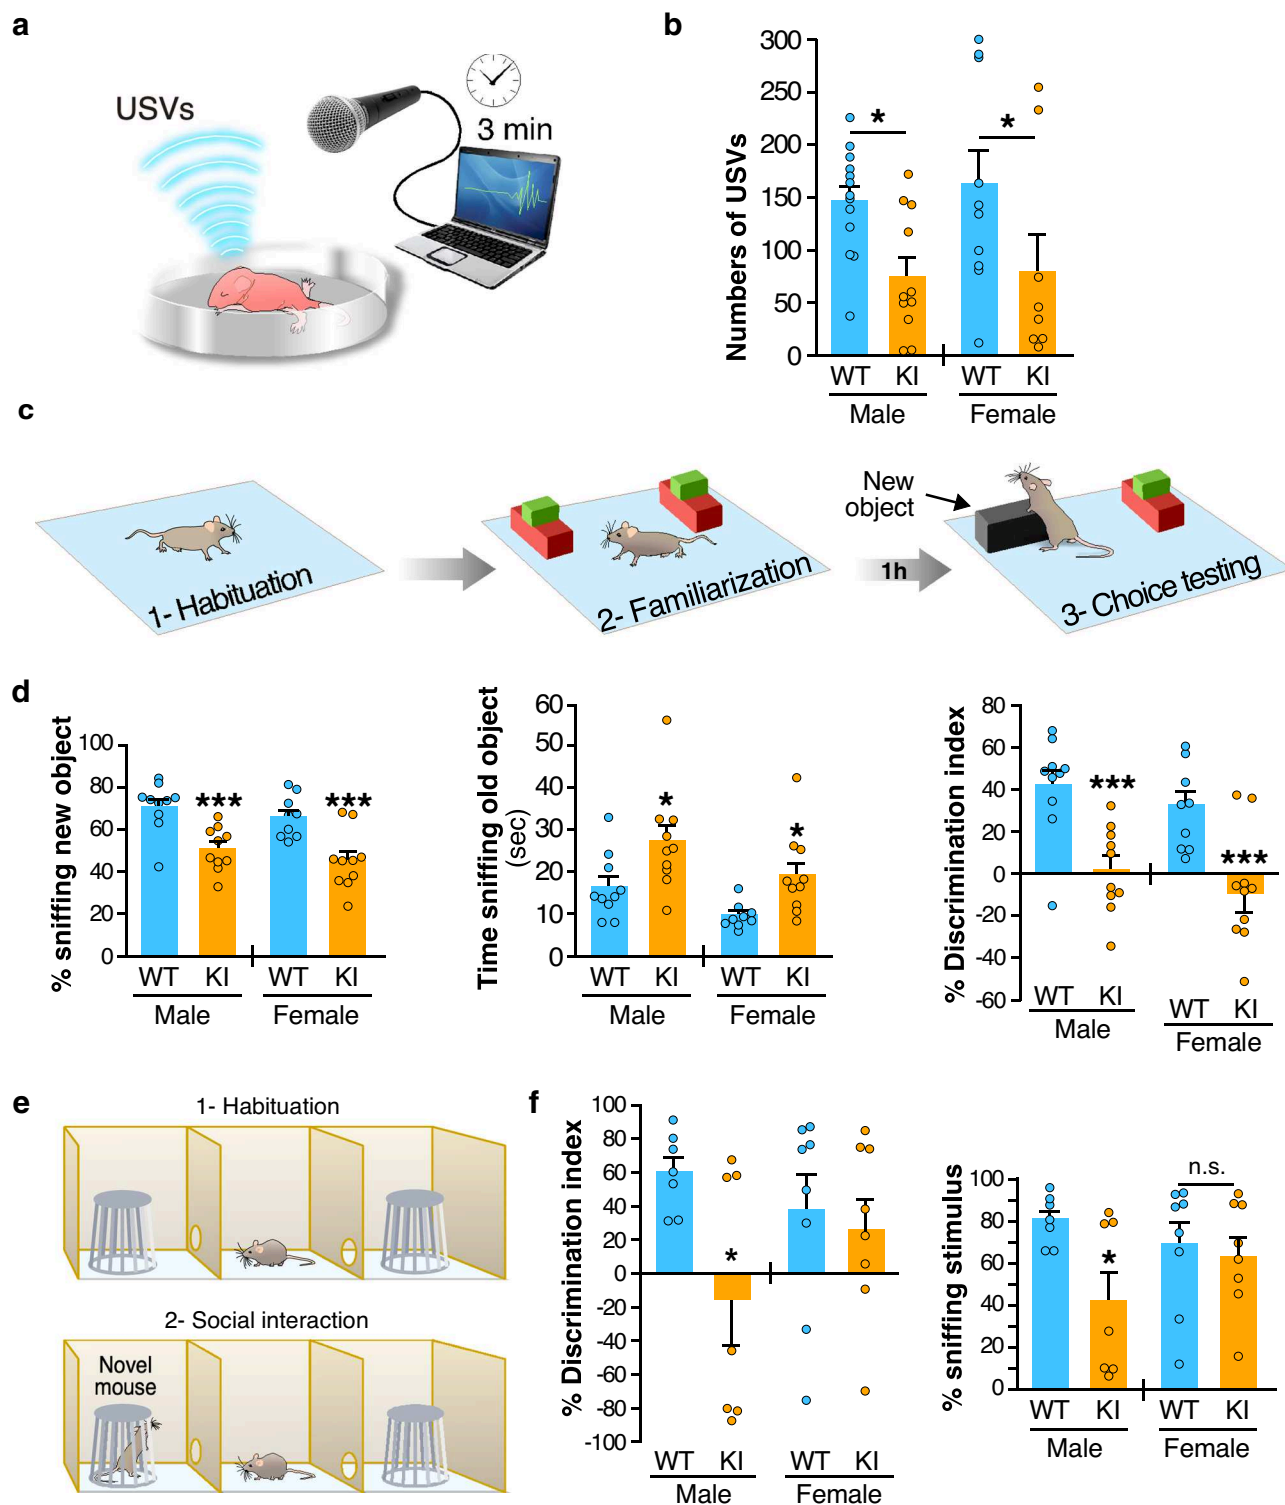 a
USVs
3 min
b
Numbers of USVs
300
250
200
150
100
50
0
*
*
WT KI WT KI
Male Female
c
1- Habituation
2- Familiarization
1h
New
object
3- Choice testing
d
% sniffing new object
100
80
60
40
20
0
***
***
WT KI WT KI
Male Female
Time sniffing old object
(sec)
60
50
40
30
20
10
0
*
*
WT KI WT KI
Male Female
% Discrimination index
80
60
40
20
0
-20
-40
-60
***
***
WT KI WT KI
Male Female
e
1- Habituation
2- Social interaction
Novel
mouse
f
% Discrimination index
100
80
60
40
20
0
-20
-40
-60
-80
-100
*
WT KI WT KI
Male Female
% sniffing stimulus
100
80
60
40
20
0
*
n.s.
WT KI WT KI
Male Female